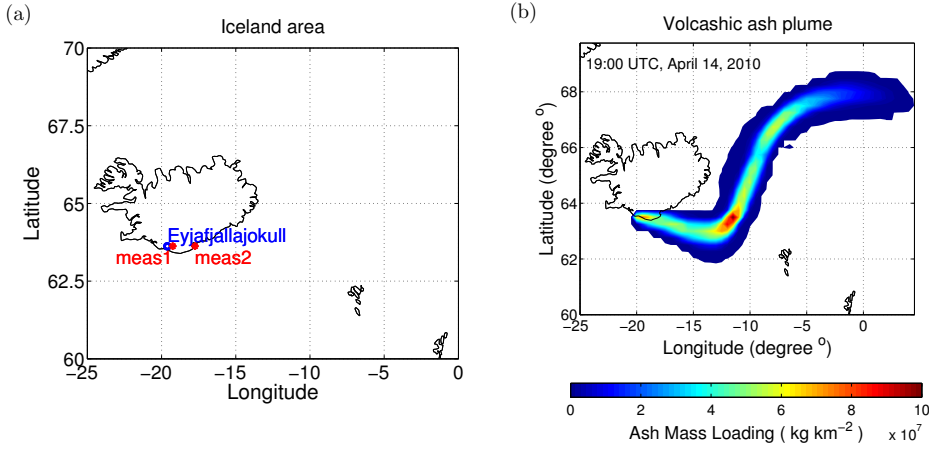 (a)
Iceland area
70
67.5
65
62.5
60
Latitude
Eyjafjallajokull
meas1
meas2
−25
−20
−15
−10
−5
0
Longitude
(b)
Volcashic ash plume
19:00 UTC, April 14, 2010
68
66
64
62
60
Latitude (degree °)
−25
−20
−15
−10
−5
0
Longitude (degree °)
0
2
4
6
8
10
Ash Mass Loading ( kg km⁻²)
x 10⁷